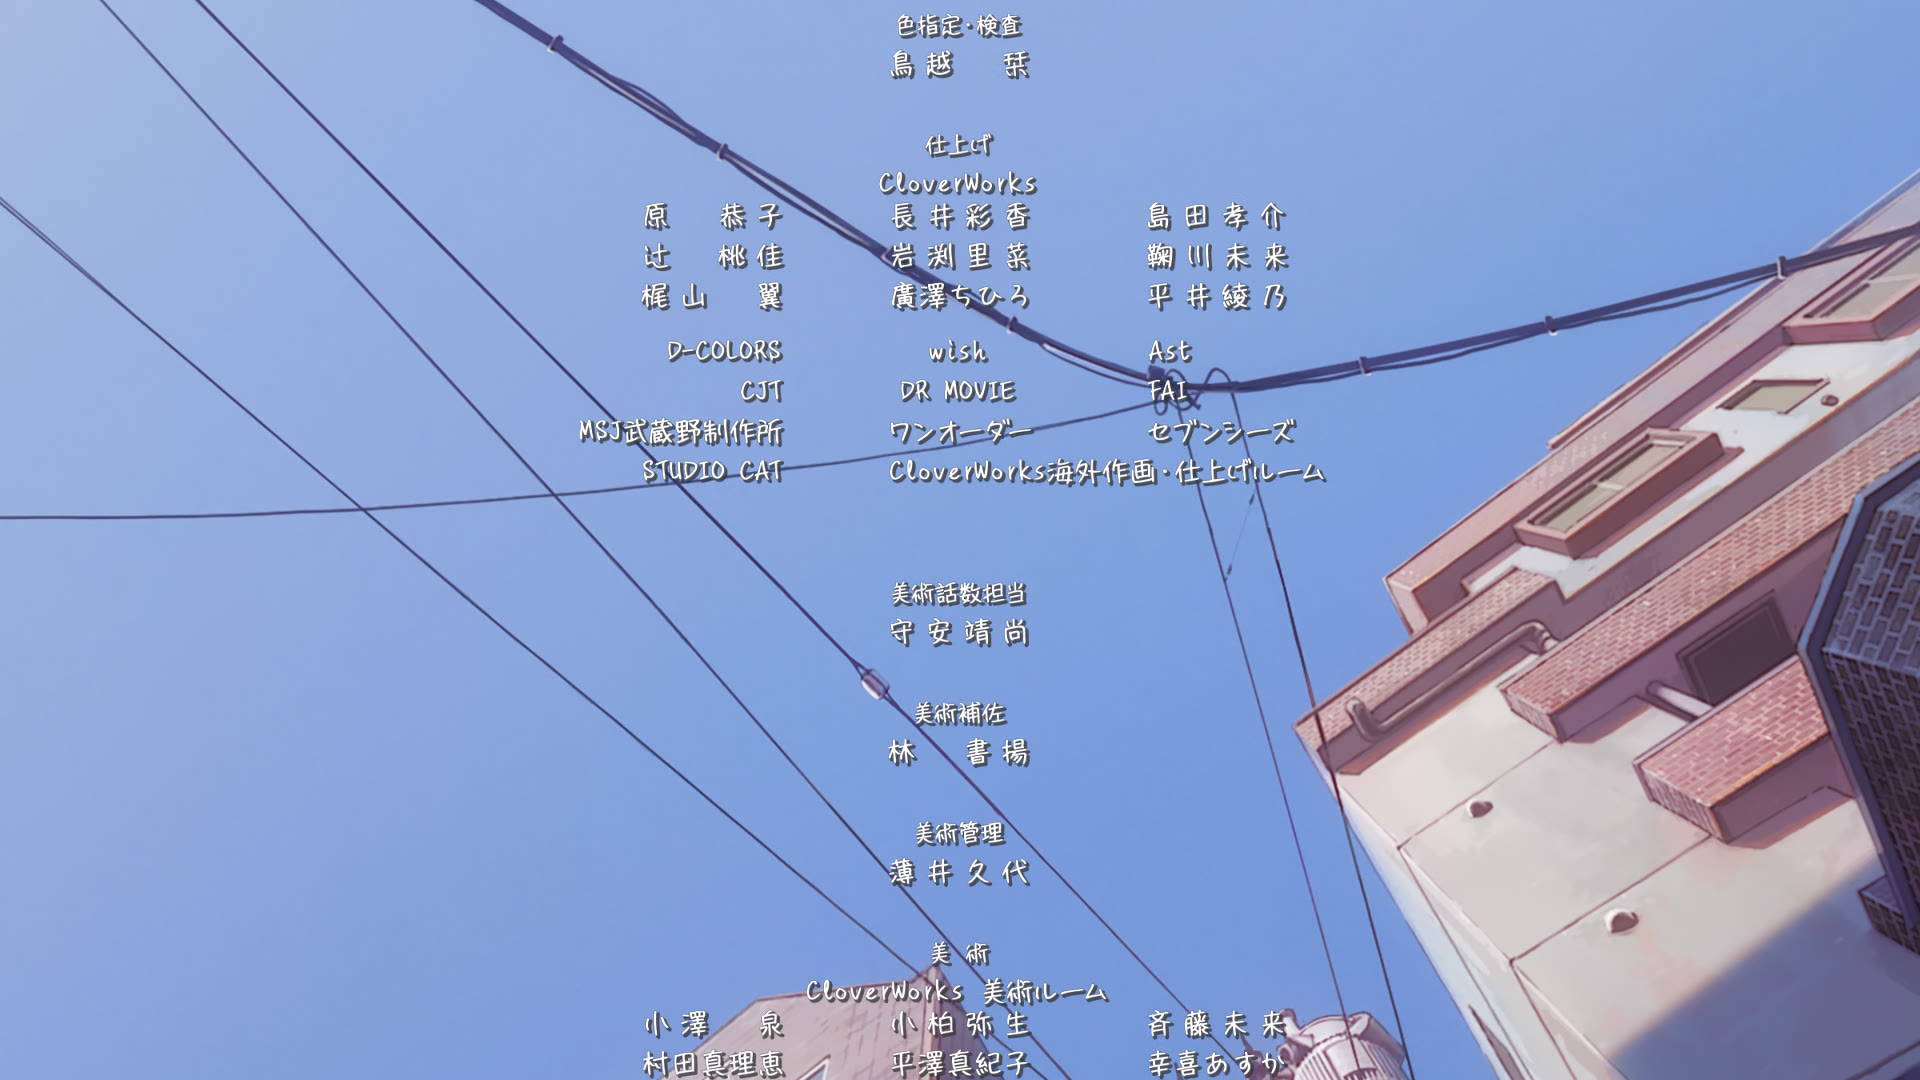 色指定·検査
鳥越　栞
仕上げ
CloverWorks
原　恭子　長井彩香　島田孝介
辻　桃佳　岩渕里菜　鞠川未来
梶山　翼　廣澤ちひろ　平井綾乃
D-COLORS　wish　Ast
CJT　DR MOVIE　FAI
MSJ武蔵野制作所　ワンオーダー　セブンシーズ
STUDIO CAT　CloverWorks海外作画·仕上げルーム
美術話数担当
守安靖尚
美術補佐
林　書揚
美術管理
薄井久代
美術
CloverWorks 美術ルーム
小澤　泉　小柏弥生　斉藤未来
村田真理恵　平澤真紀子　幸喜あすか